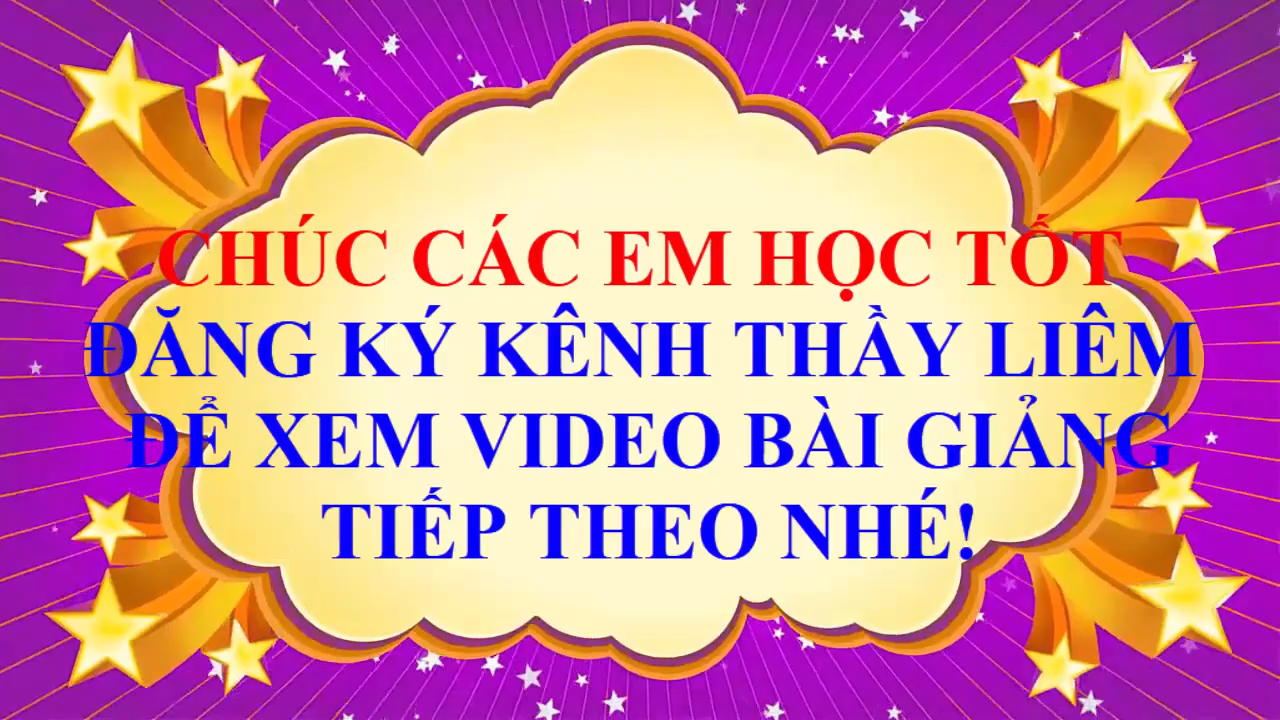 CHÚC CÁC EM HỌC TỐT
ĐĂNG KÝ KÊNH THẦY LIÊM
ĐỂ XEM VIDEO BÀI GIẢNG
TIẾP THEO NHÉ!